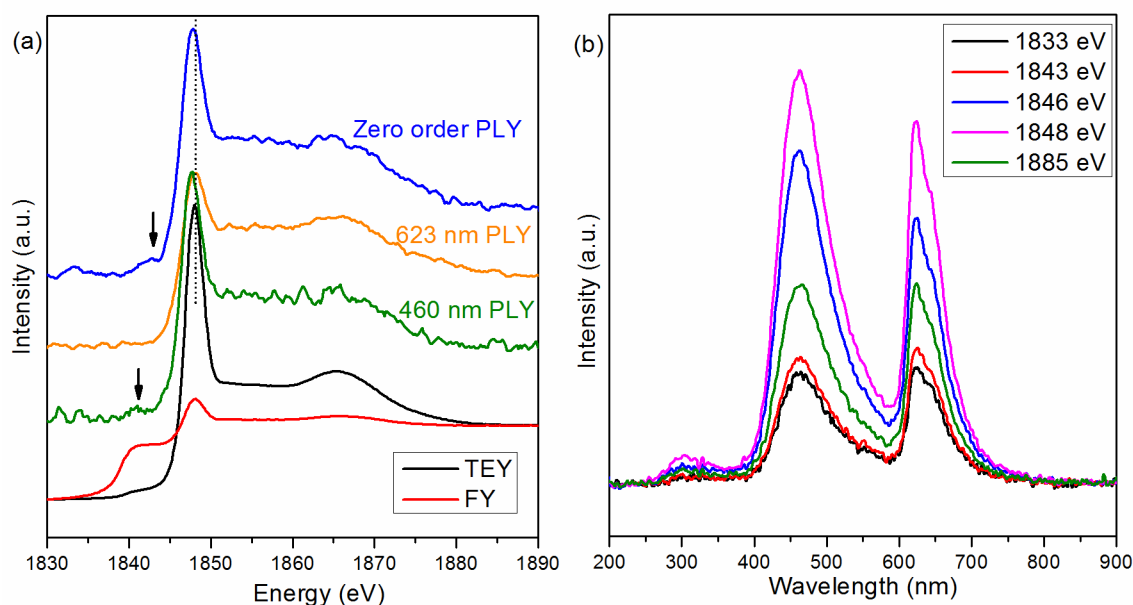 (a)
Zero order PLY
623 nm PLY
460 nm PLY
TEY
FY
Intensity (a.u.)
1830 1840 1850 1860 1870 1880 1890
Energy (eV)
(b)
1833 eV
1843 eV
1846 eV
1848 eV
1885 eV
Intensity (a.u.)
200 300 400 500 600 700 800 900
Wavelength (nm)